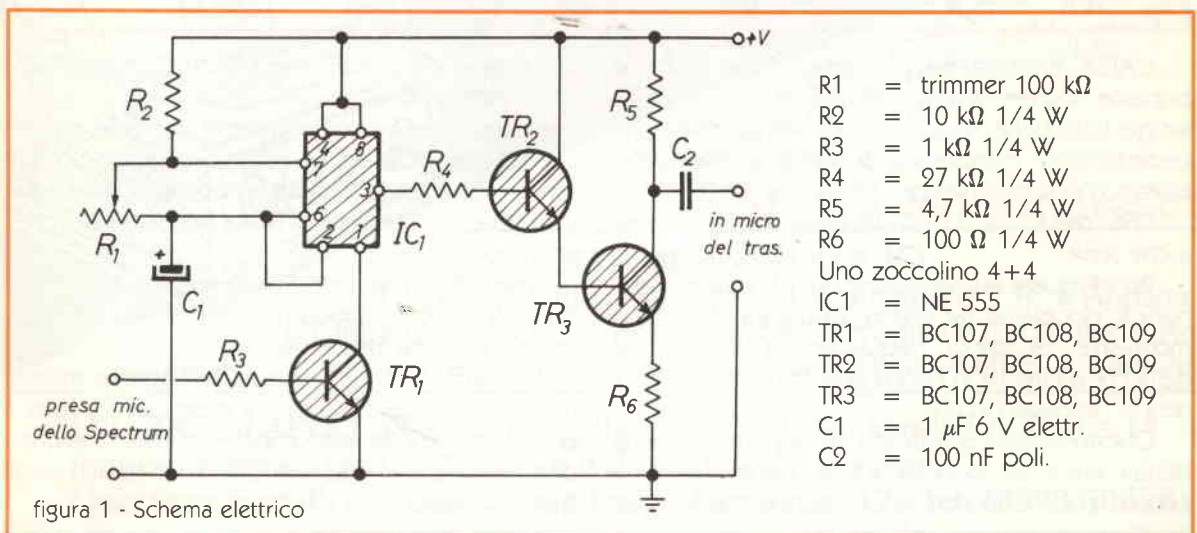 +V
R2
4
8
7
3
6
2
1
IC1
R1
C1
+
R4
TR2
R5
C2
in micro
del tras.
TR3
R6
R3
TR1
presa mic.
dello Spectrum
R1 = trimmer 100 kΩ
R2 = 10 kΩ 1/4 W
R3 = 1 kΩ 1/4 W
R4 = 27 kΩ 1/4 W
R5 = 4,7 kΩ 1/4 W
R6 = 100 Ω 1/4 W
Uno zoccolino 4+4
IC1 = NE 555
TR1 = BC107, BC108, BC109
TR2 = BC107, BC108, BC109
TR3 = BC107, BC108, BC109
C1 = 1 μF 6 V elettr.
C2 = 100 nF poli.
figura 1 - Schema elettrico